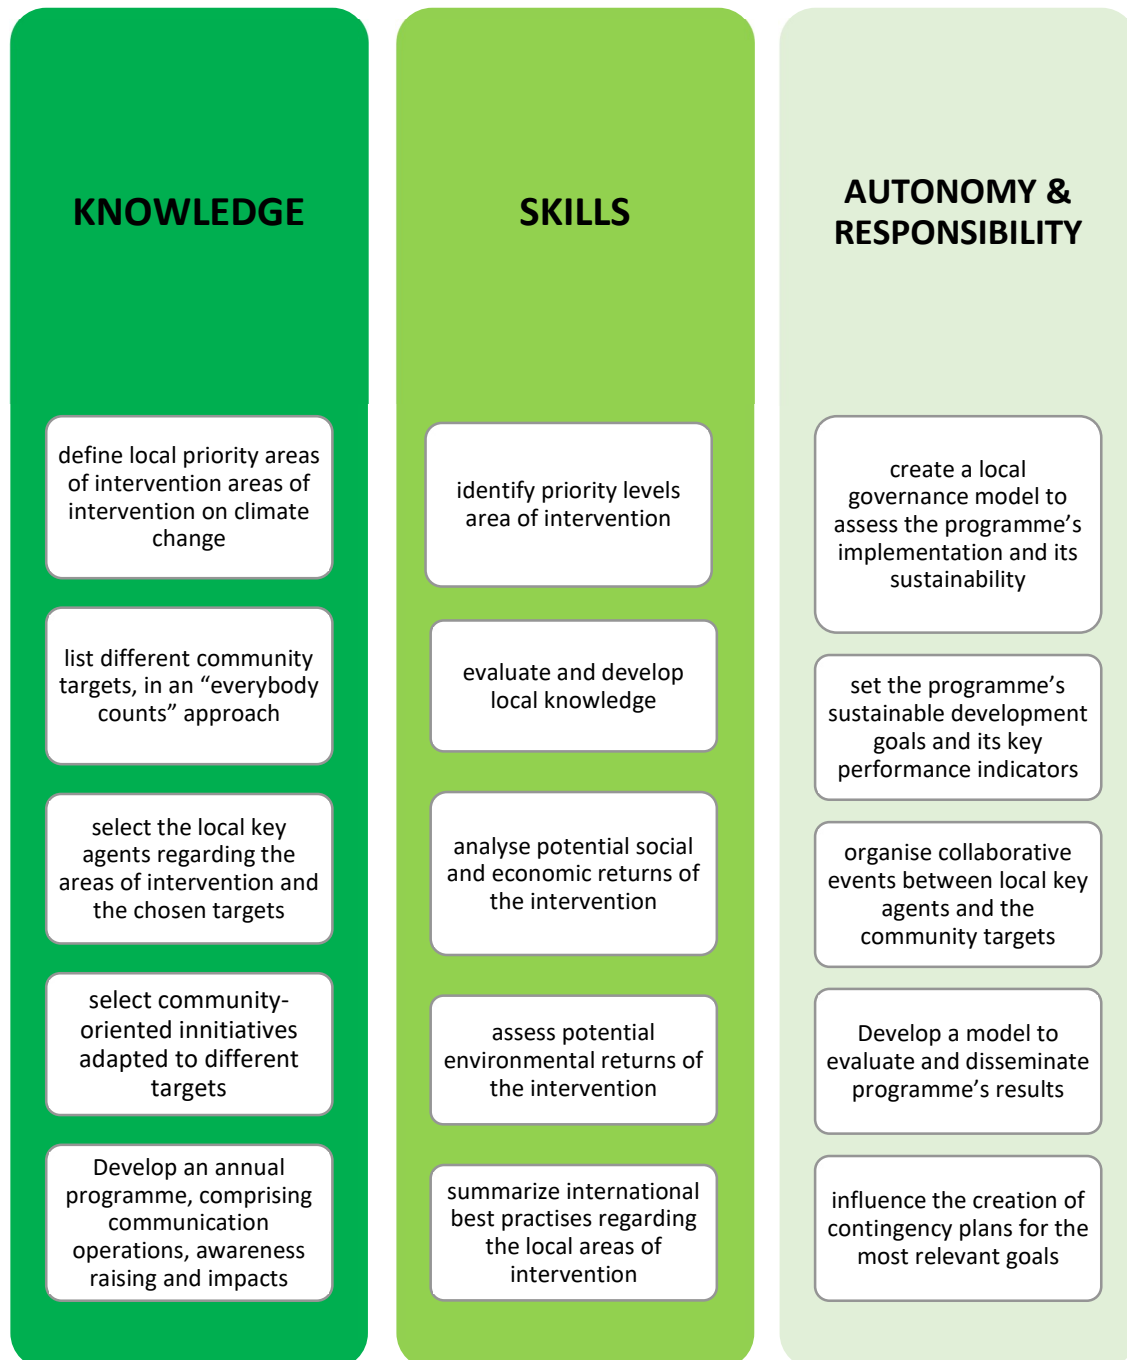 KNOWLEDGE
define local priority areas
of intervention areas of
intervention on climate
change
list different community
targets, in an “everybody
counts” approach
select the local key
agents regarding the
areas of intervention and
the chosen targets
select community-
oriented innitiatives
adapted to different
targets
Develop an annual
programme, comprising
communication
operations, awareness
raising and impacts
SKILLS
identify priority levels
area of intervention
evaluate and develop
local knowledge
analyse potential social
and economic returns of
the intervention
assess potential
environmental returns of
the intervention
summarize international
best practises regarding
the local areas of
intervention
AUTONOMY &
RESPONSIBILITY
create a local
governance model to
assess the programme’s
implementation and its
sustainability
set the programme’s
sustainable development
goals and its key
performance indicators
organise collaborative
events between local key
agents and the
community targets
Develop a model to
evaluate and disseminate
programme’s results
influence the creation of
contingency plans for the
most relevant goals